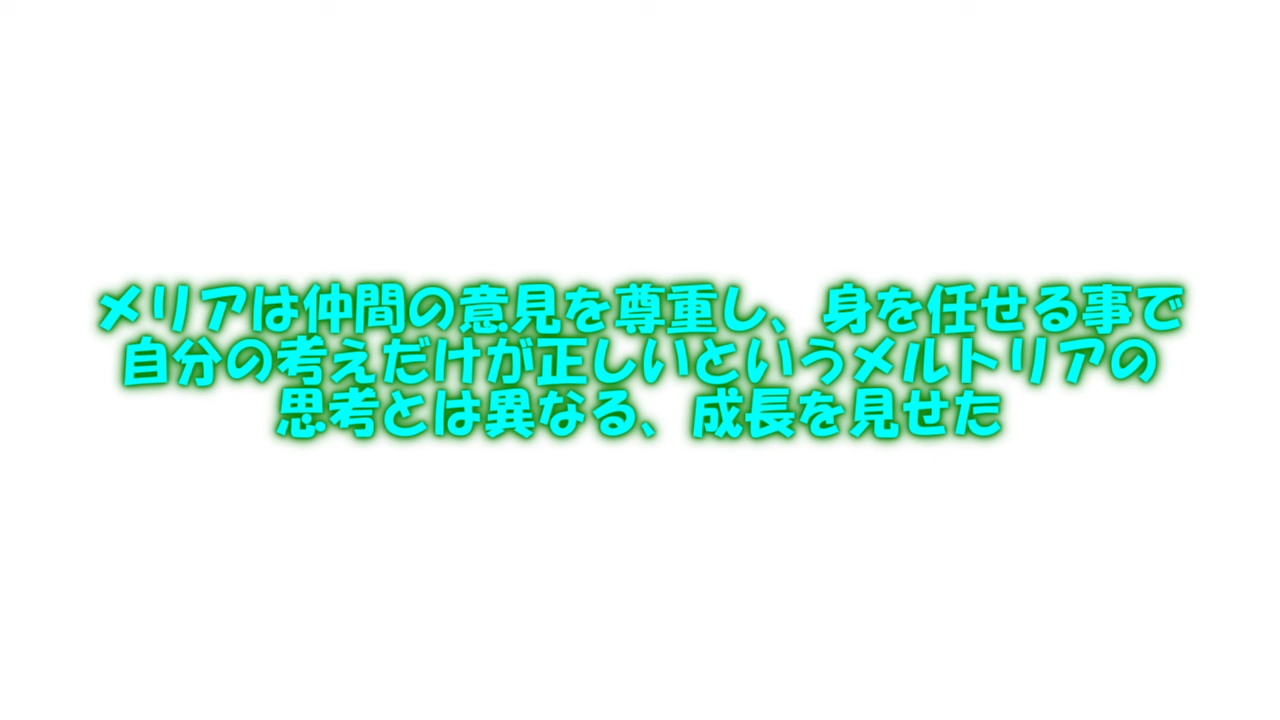 メリアは仲間の意見を尊重し、身を任せる事で
自分の考えだけが正しいというメルトリアの
思考とは異なる、成長を見せた